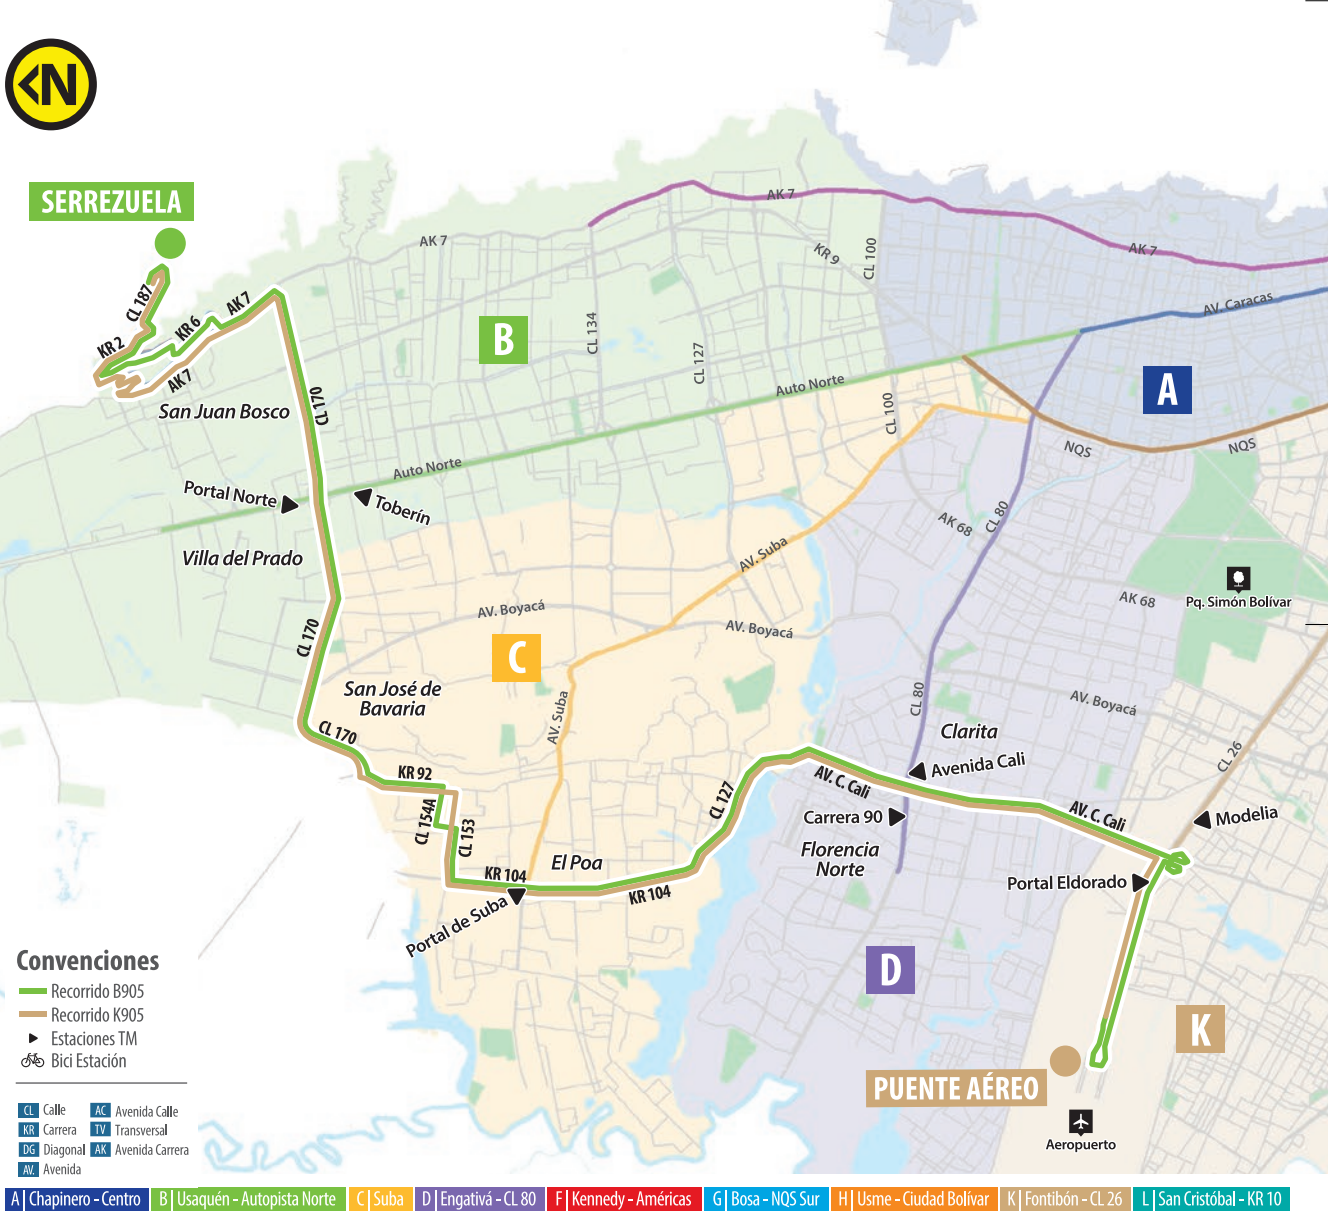 N
SERREZUELA
CL 187
KR 2
KR 6
AK 7
AK 7
San Juan Bosco
AK 7
AK 7
AK 7
KR 9
CL 100
AV. Caracas
B
CL 134
CL 127
A
CL 170
Auto Norte
CL 100
Auto Norte
NQS
NQS
Portal Norte
Toberín
Villa del Prado
AK 68
CL 80
AV. Suba
Pq. Simón Bolívar
AK 68
AV. Boyacá
AV. Boyacá
CL 170
C
San José de
Bavaria
AV. Suba
CL 80
AV. Boyacá
CL 170
Clarita
CL 26
KR 92
Avenida Cali
AV. C. Cali
CL 154A
CL 153
CL 127
Carrera 90
AV. C. Cali
Modelia
Florencia
Norte
El Poa
KR 104
KR 104
Portal Eldorado
Portal de Suba
D
K
PUENTE AÉREO
Aeropuerto
Convenciones
Recorrido B905
Recorrido K905
Estaciones TM
Bici Estación
CL Calle
AC Avenida Calle
KR Carrera
TV Transversal
DG Diagonal
AK Avenida Carrera
AV. Avenida
A | Chapinero - Centro
B | Usaquén - Autopista Norte
C | Suba
D | Engativá - CL 80
F | Kennedy - Américas
G | Bosa - NQS Sur
H | Usme - Ciudad Bolívar
K | Fontibón - CL 26
L | San Cristóbal - KR 10